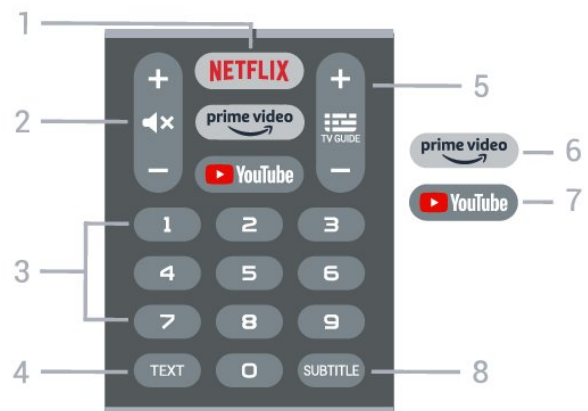 1
NETFLIX
+ +
2
prime video
TV GUIDE
5
- -
YouTube
prime video
6
YouTube
7
1 2 3
3
4 5 6
7 8 9
4
TEXT 0 SUBTITLE
8